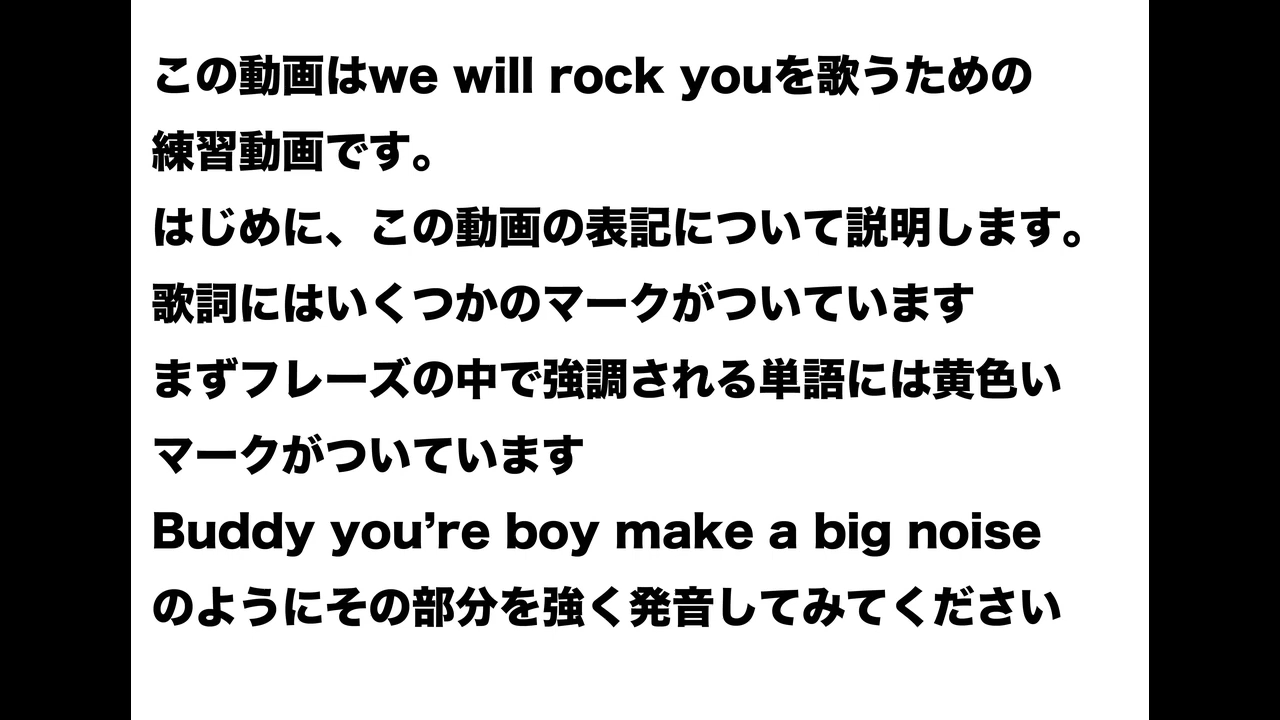 この動画はwe will rock youを歌うための
練習動画です。
はじめに、この動画の表記について説明します。
歌詞にはいくつかのマークがついています
まずフレーズの中で強調される単語には黄色い
マークがついています
Buddy you’re boy make a big noise
のようにその部分を強く発音してみてください